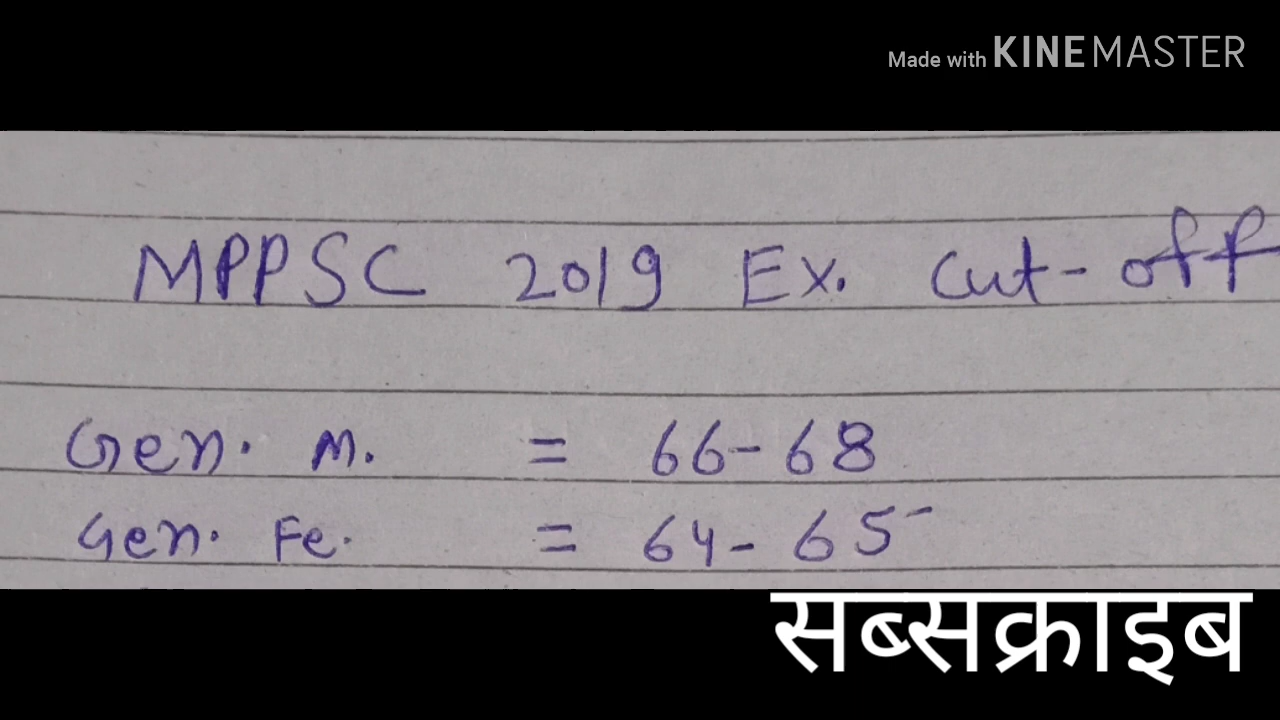 Made with KINEMASTER
MPPSC 2019 Ex. Cut-off
Gen. M. = 66-68
Gen. Fe. = 64-65
सब्सक्राइब